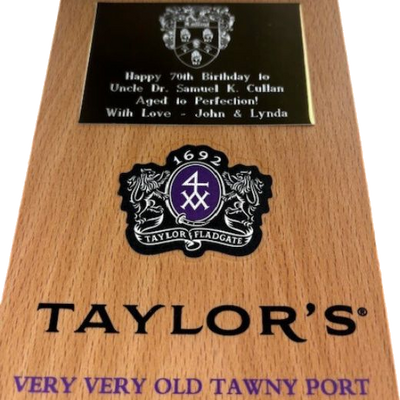 Happy 70th Birthday to
Uncle Dr. Samuel K. Cullan
Aged to Perfection!
With Love - John & Lynda
1692
4XX
TAYLOR FLADGATE
TAYLOR'S®
VERY VERY OLD TAWNY PORT